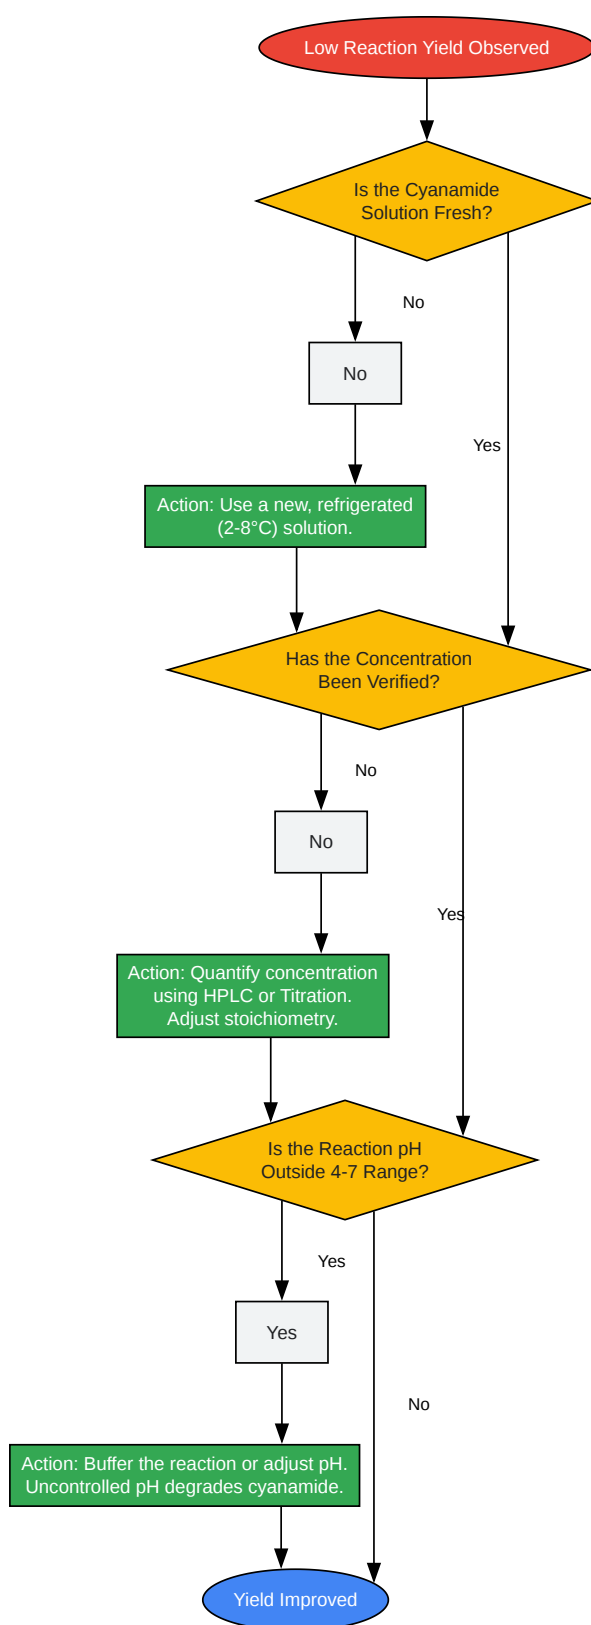 Low Reaction Yield Observed
Is the Cyanamide
Solution Fresh?
No
No
Yes
Action: Use a new, refrigerated
(2-8°C) solution.
Has the Concentration
Been Verified?
No
No
Yes
Action: Quantify concentration
using HPLC or Titration.
Adjust stoichiometry.
Is the Reaction pH
Outside 4-7 Range?
Yes
Yes
No
Action: Buffer the reaction or adjust pH.
Uncontrolled pH degrades cyanamide.
Yield Improved